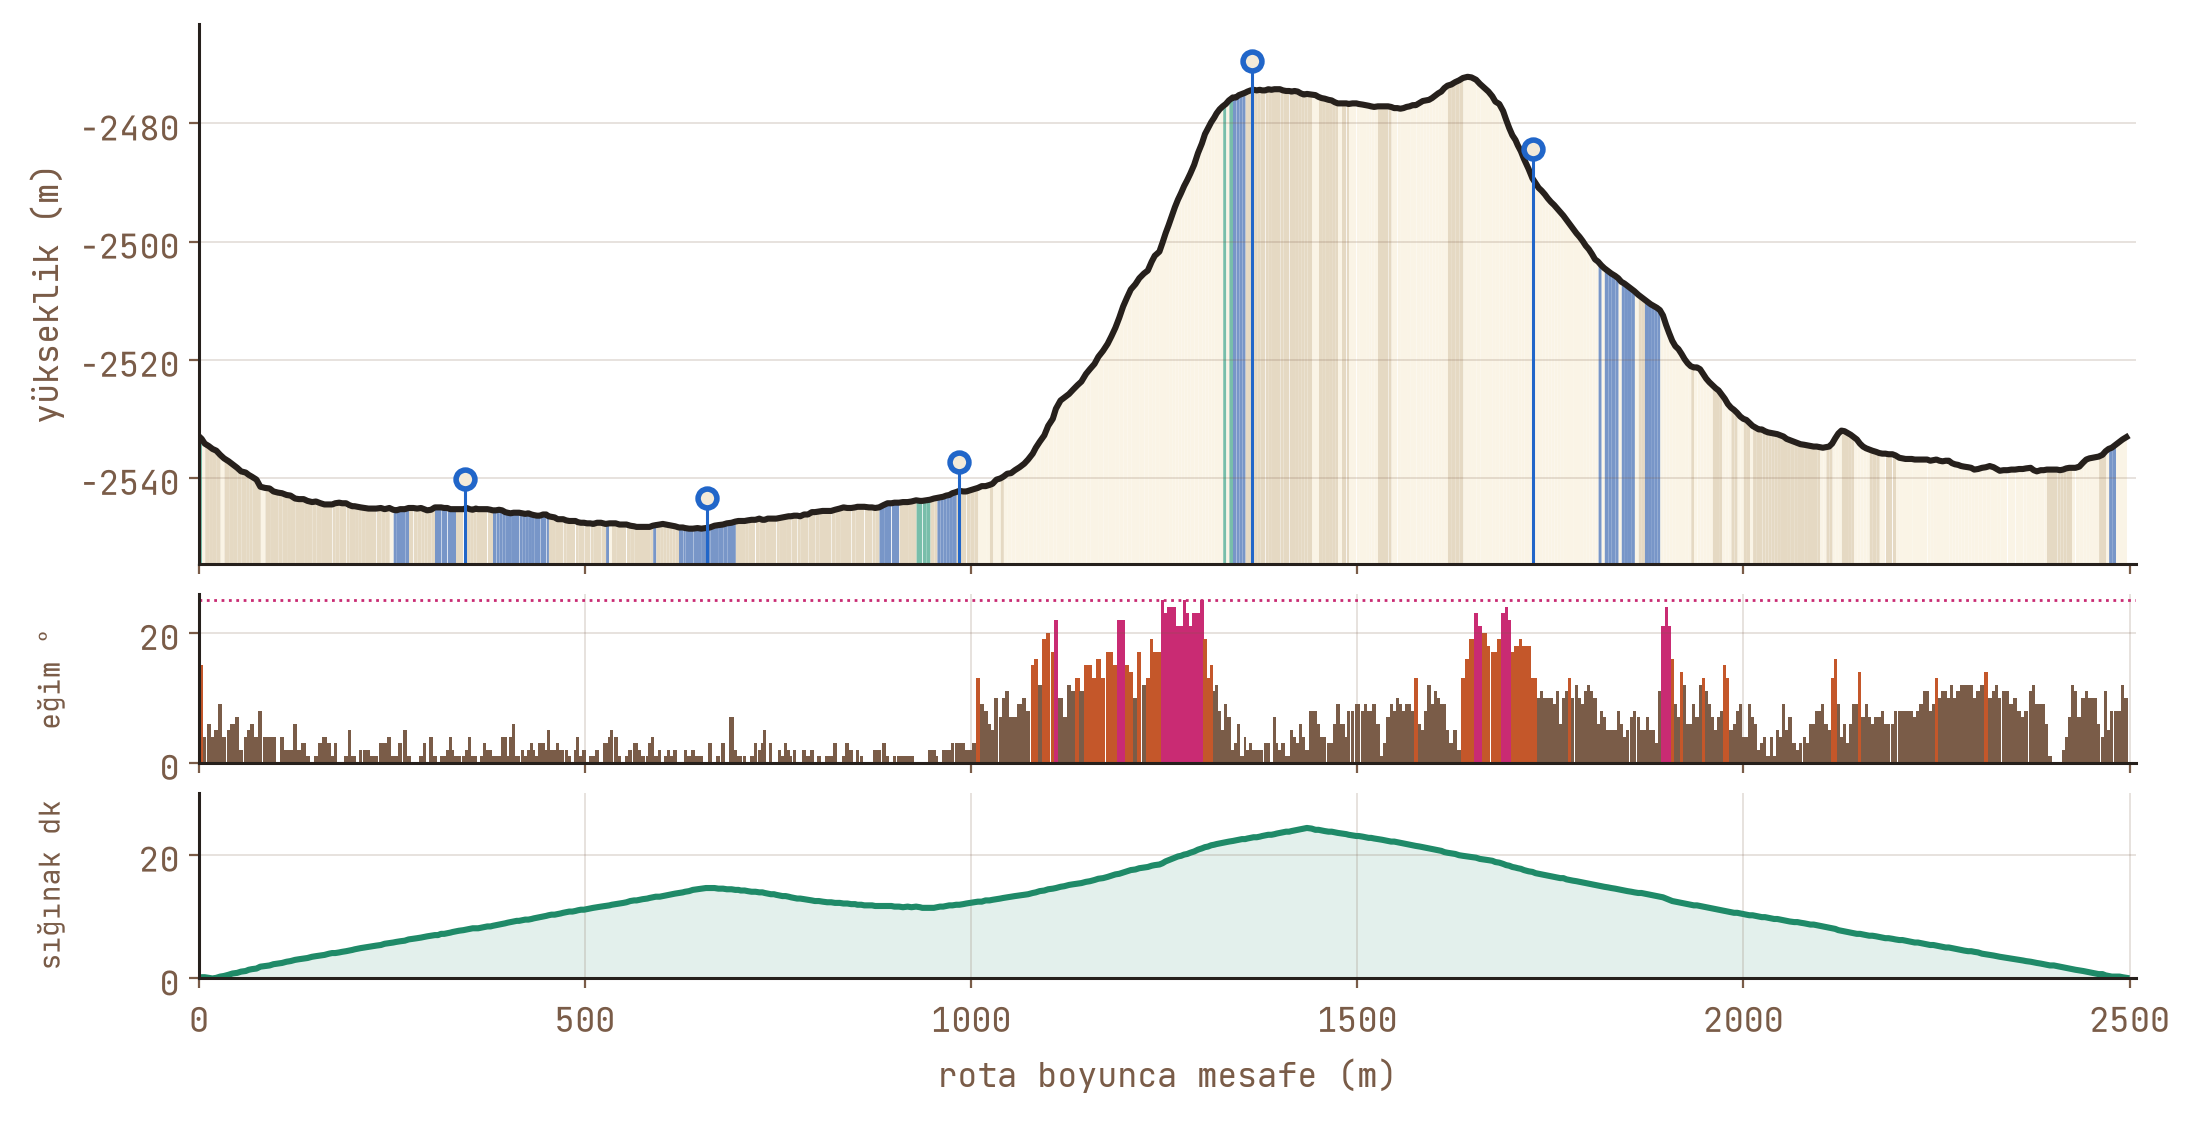 yükseklik (m)
-2480
-2500
-2520
-2540
eğim °
20
0
sığınak dk
20
0
0 500 1000 1500 2000 2500
rota boyunca mesafe (m)